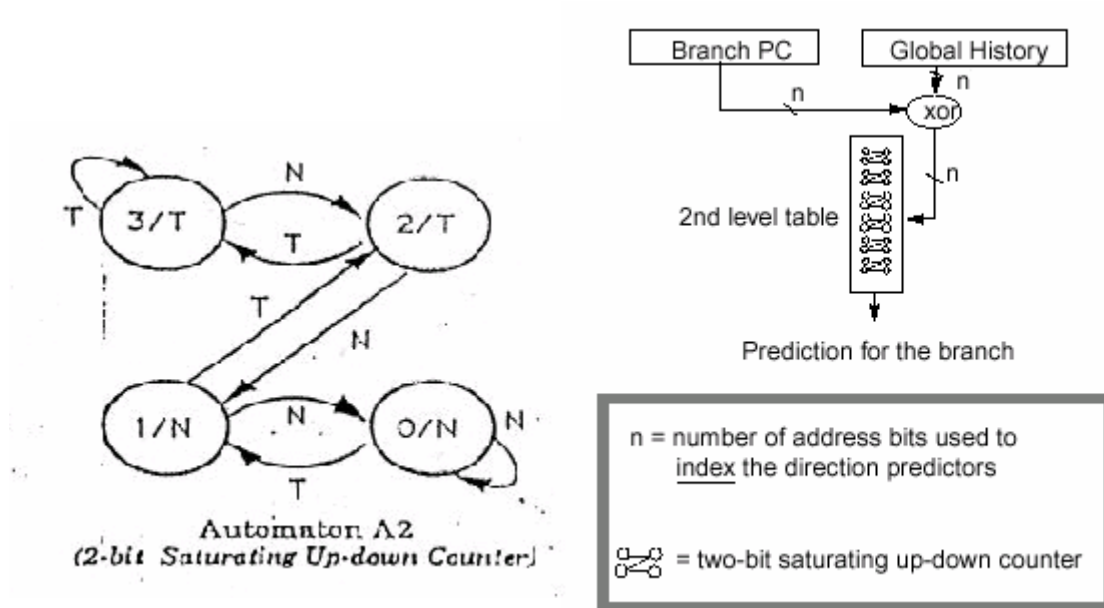 T
3/T
N
T
2/T
T
N
1/N
N
T
0/N
N
Automaton A2
(2-bit Saturating Up-down Counter)
Branch PC
Global History
n
n
xor
n
2nd level table
Prediction for the branch
n = number of address bits used to
index the direction predictors
= two-bit saturating up-down counter